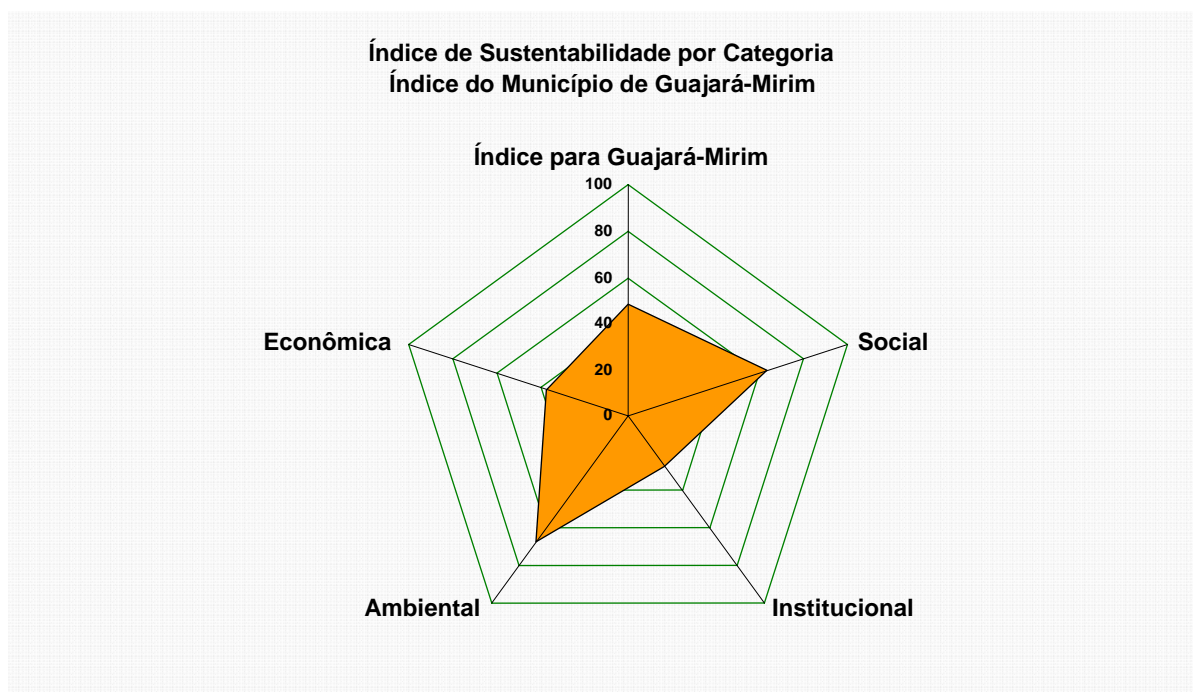 Índice de Sustentabilidade por Categoria
Índice do Município de Guajará-Mirim
Índice para Guajará-Mirim
100
80
60
40
20
0
Econômica
Social
Ambiental
Institucional